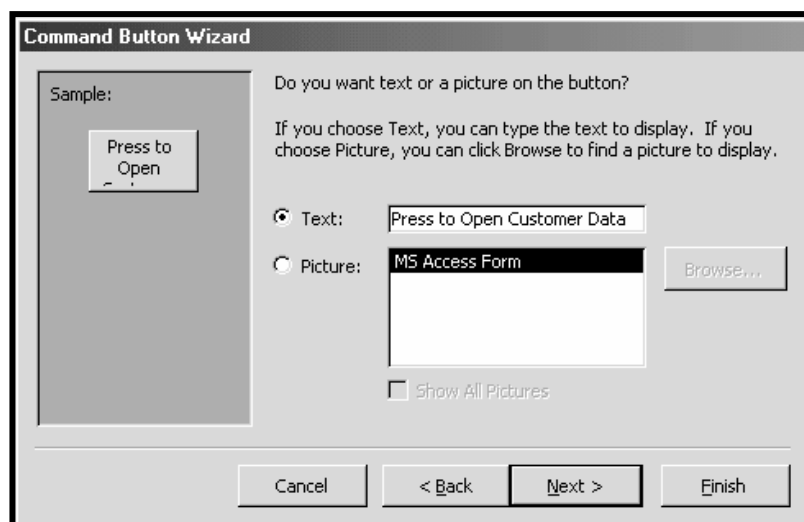 Command Button Wizard
Sample:
Press to
Open
Do you want text or a picture on the button?
If you choose Text, you can type the text to display. If you
choose Picture, you can click Browse to find a picture to display.
Text:
Press to Open Customer Data
Picture:
MS Access Form
Browse...
Show All Pictures
Cancel
< Back
Next >
Finish